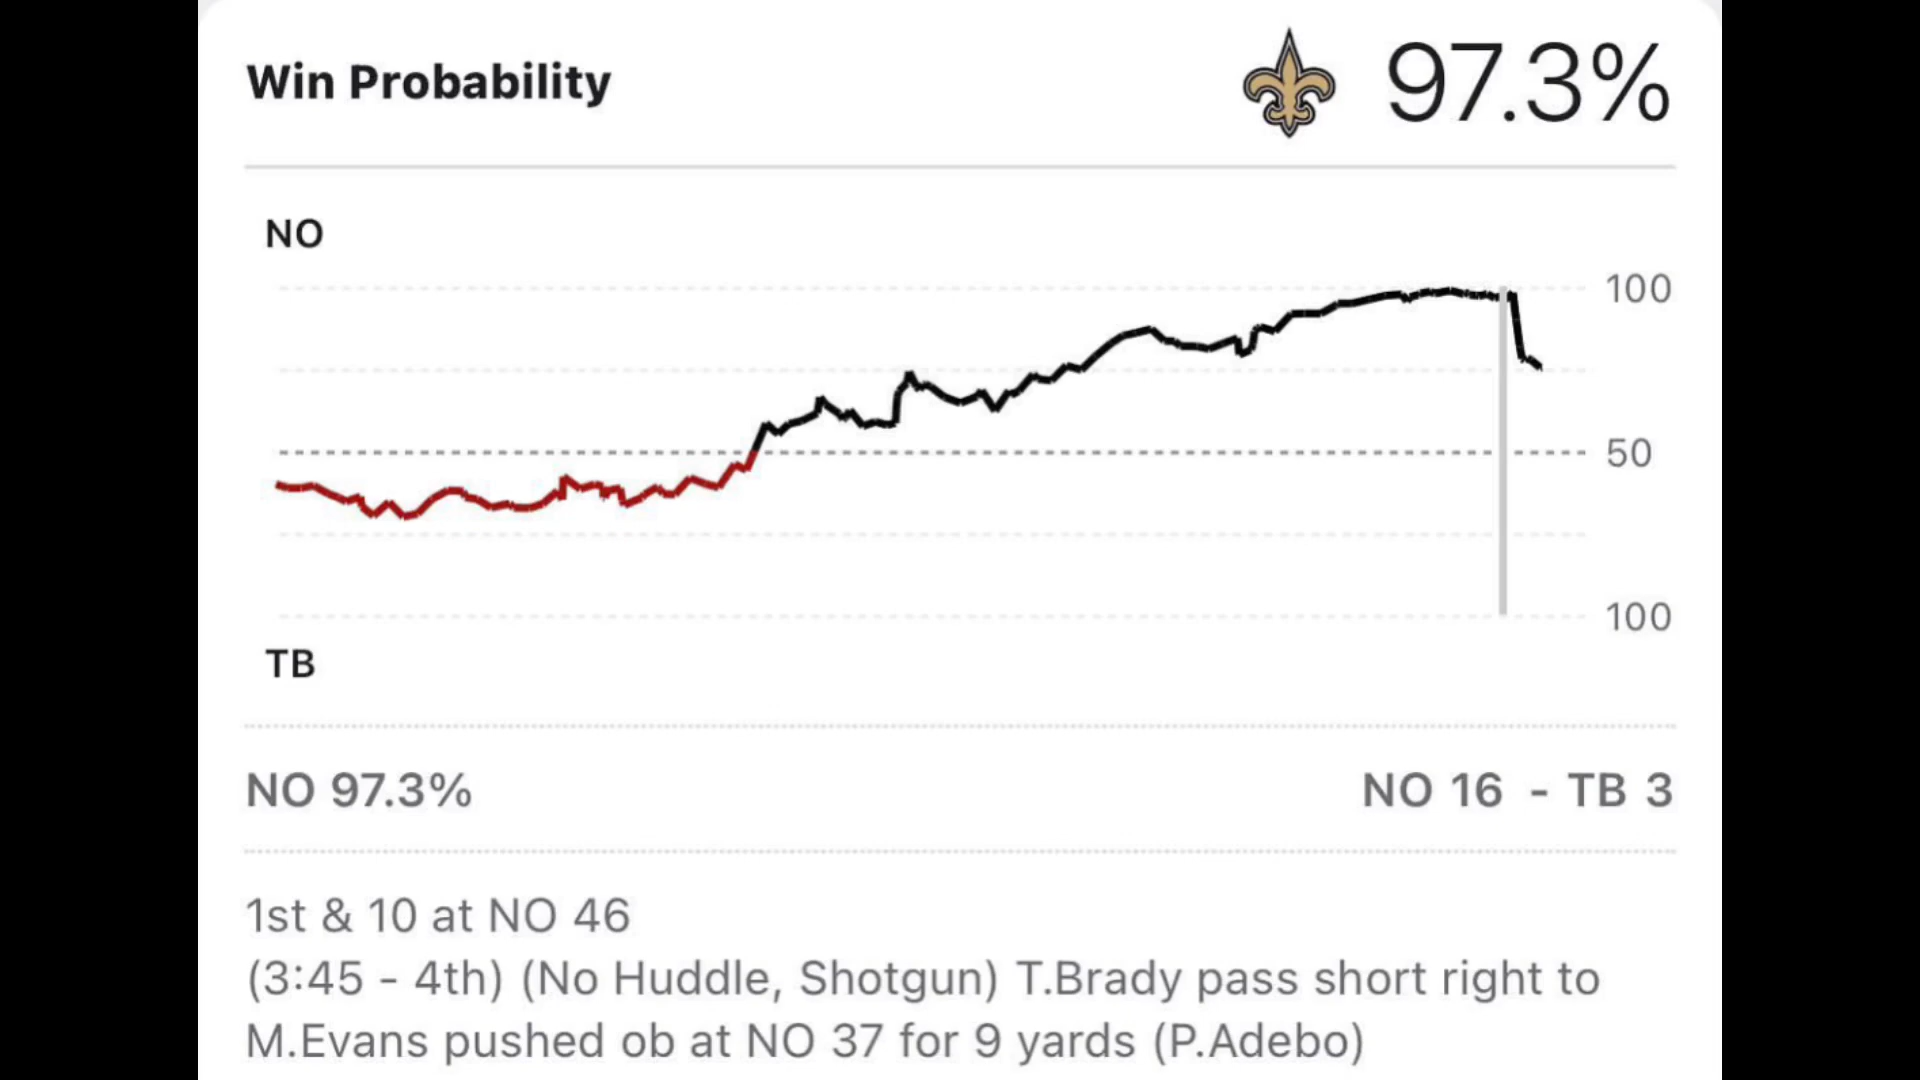 Win Probability 97.3%
NO
100
50
100
TB
NO 97.3% NO 16 - TB 3
1st & 10 at NO 46
(3:45 - 4th) (No Huddle, Shotgun) T.Brady pass short right to
M.Evans pushed ob at NO 37 for 9 yards (P.Adebo)